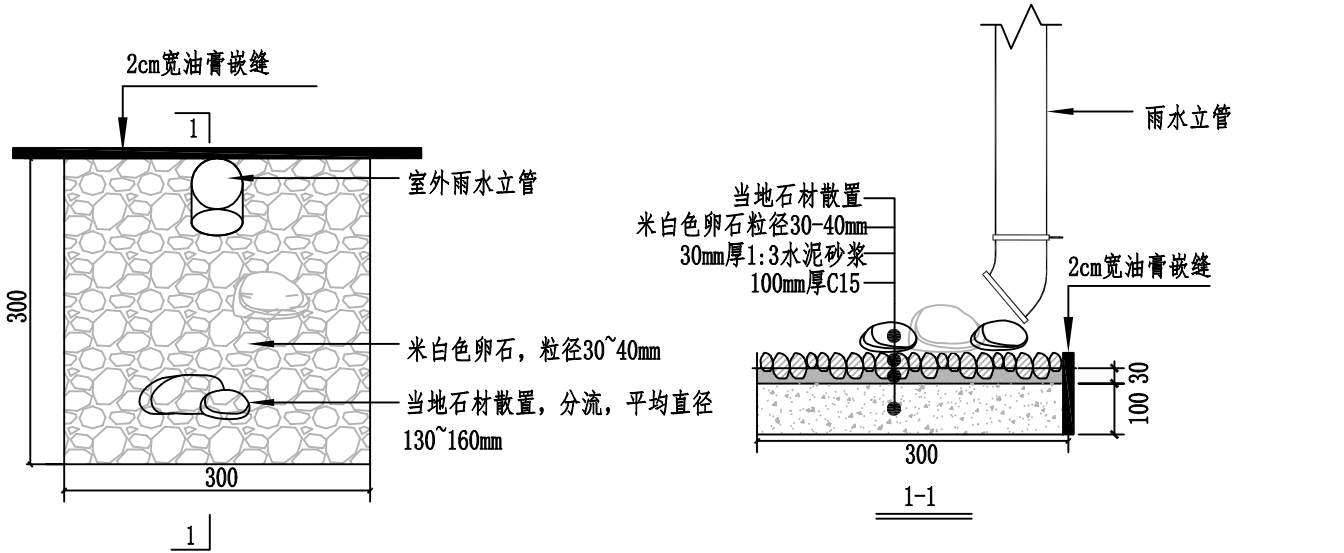 2cm宽油膏嵌缝
1
室外雨水立管
300
米白色卵石，粒径30~40mm
当地石材散置，分流，平均直径
130~160mm
300
1
雨水立管
当地石材散置
米白色卵石粒径30-40mm
30mm厚1:3水泥砂浆
100mm厚C15
2cm宽油膏嵌缝
30
100
300
1-1